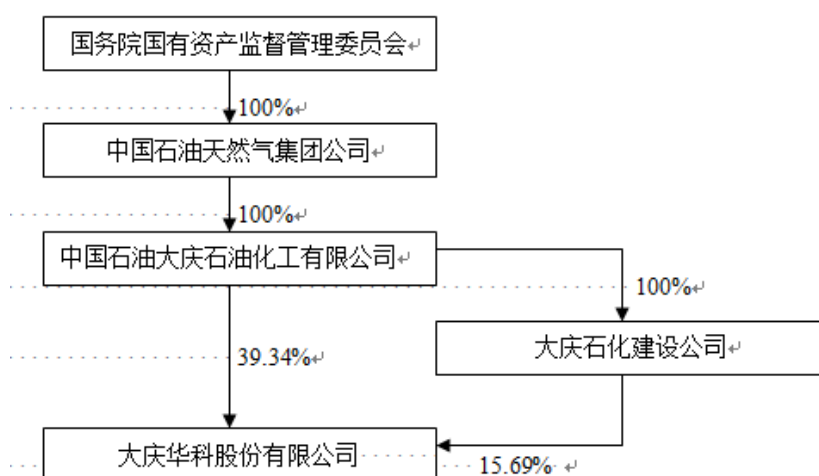 国务院国有资产监督管理委员会
100%
中国石油天然气集团公司
100%
中国石油大庆石油化工有限公司
100%
大庆石化建设公司
39.34%
大庆华科股份有限公司
15.69%